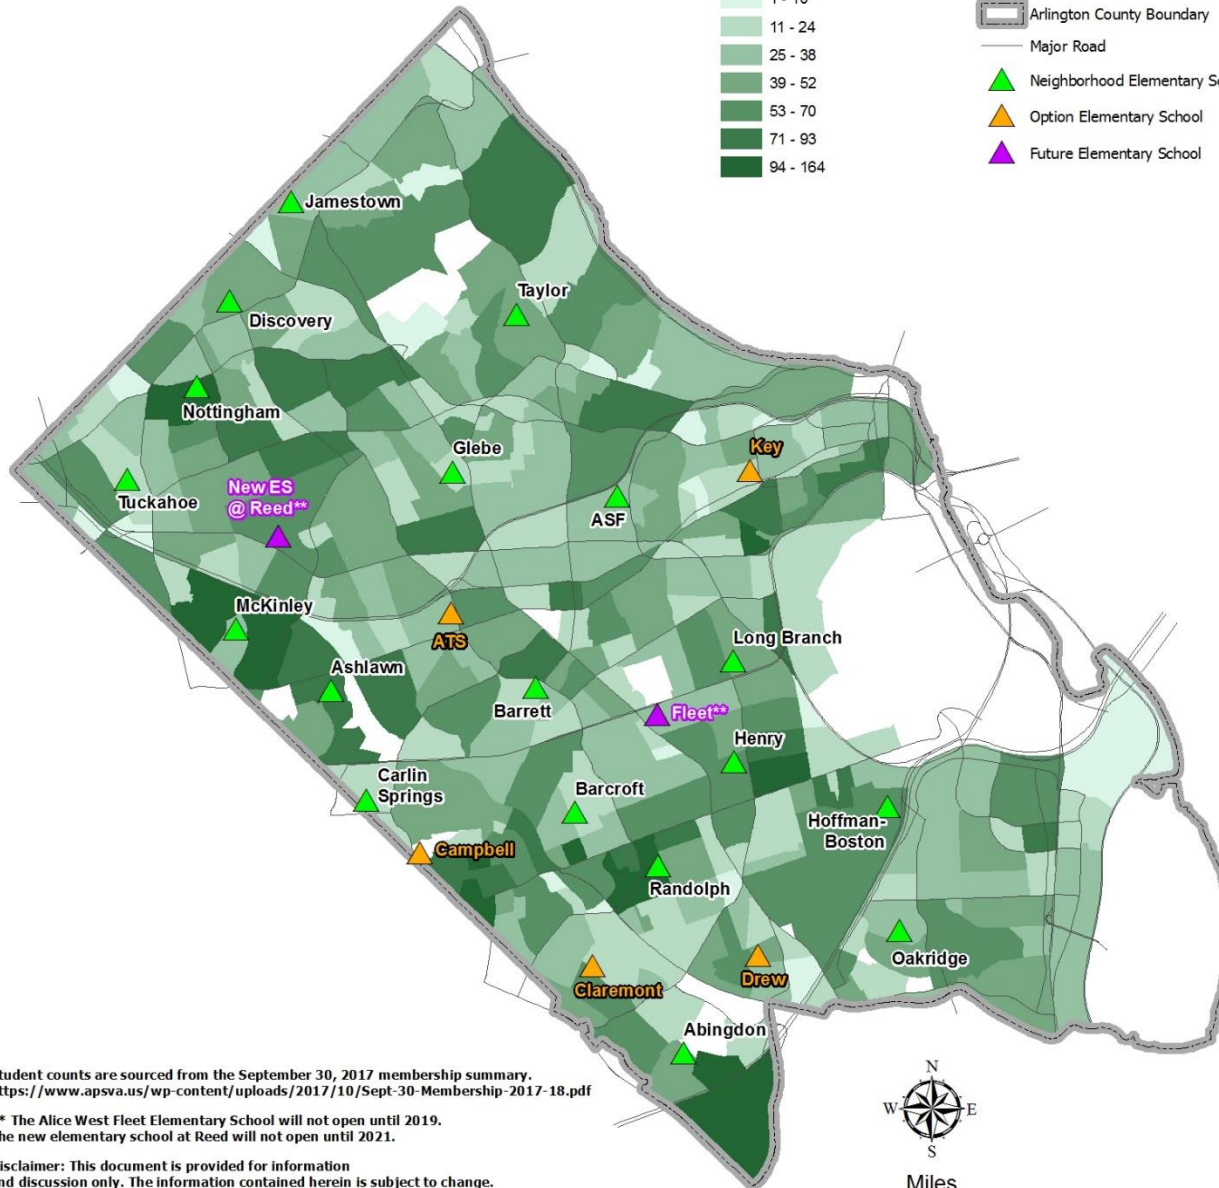 11 - 24
25 - 38
39 - 52
53 - 70
71 - 93
94 - 164
Arlington County Boundary
Major Road
Neighborhood Elementary
Option Elementary School
Future Elementary School
Jamestown
Taylor
Discovery
Nottingham
Glebe
Key
Tuckahoe
New ES
@ Reed**
ASF
McKinley
ATS
Long Branch
Ashlawn
Barrett
Fleet**
Henry
Carlin
Springs
Barcroft
Hoffman-
Boston
Campbell
Randolph
Oakridge
Claremont
Drew
Abingdon
tudent counts are sourced from the September 30, 2017 membership summary.
ttps://www.apsva.us/wp-content/uploads/2017/10/Sept-30-Membership-2017-18.pdf
* The Alice West Fleet Elementary School will not open until 2019.
he new elementary school at Reed will not open until 2021.
isclaimer: This document is provided for information
nd discussion only. The information contained herein is subject to change.
N
W E
S
Miles